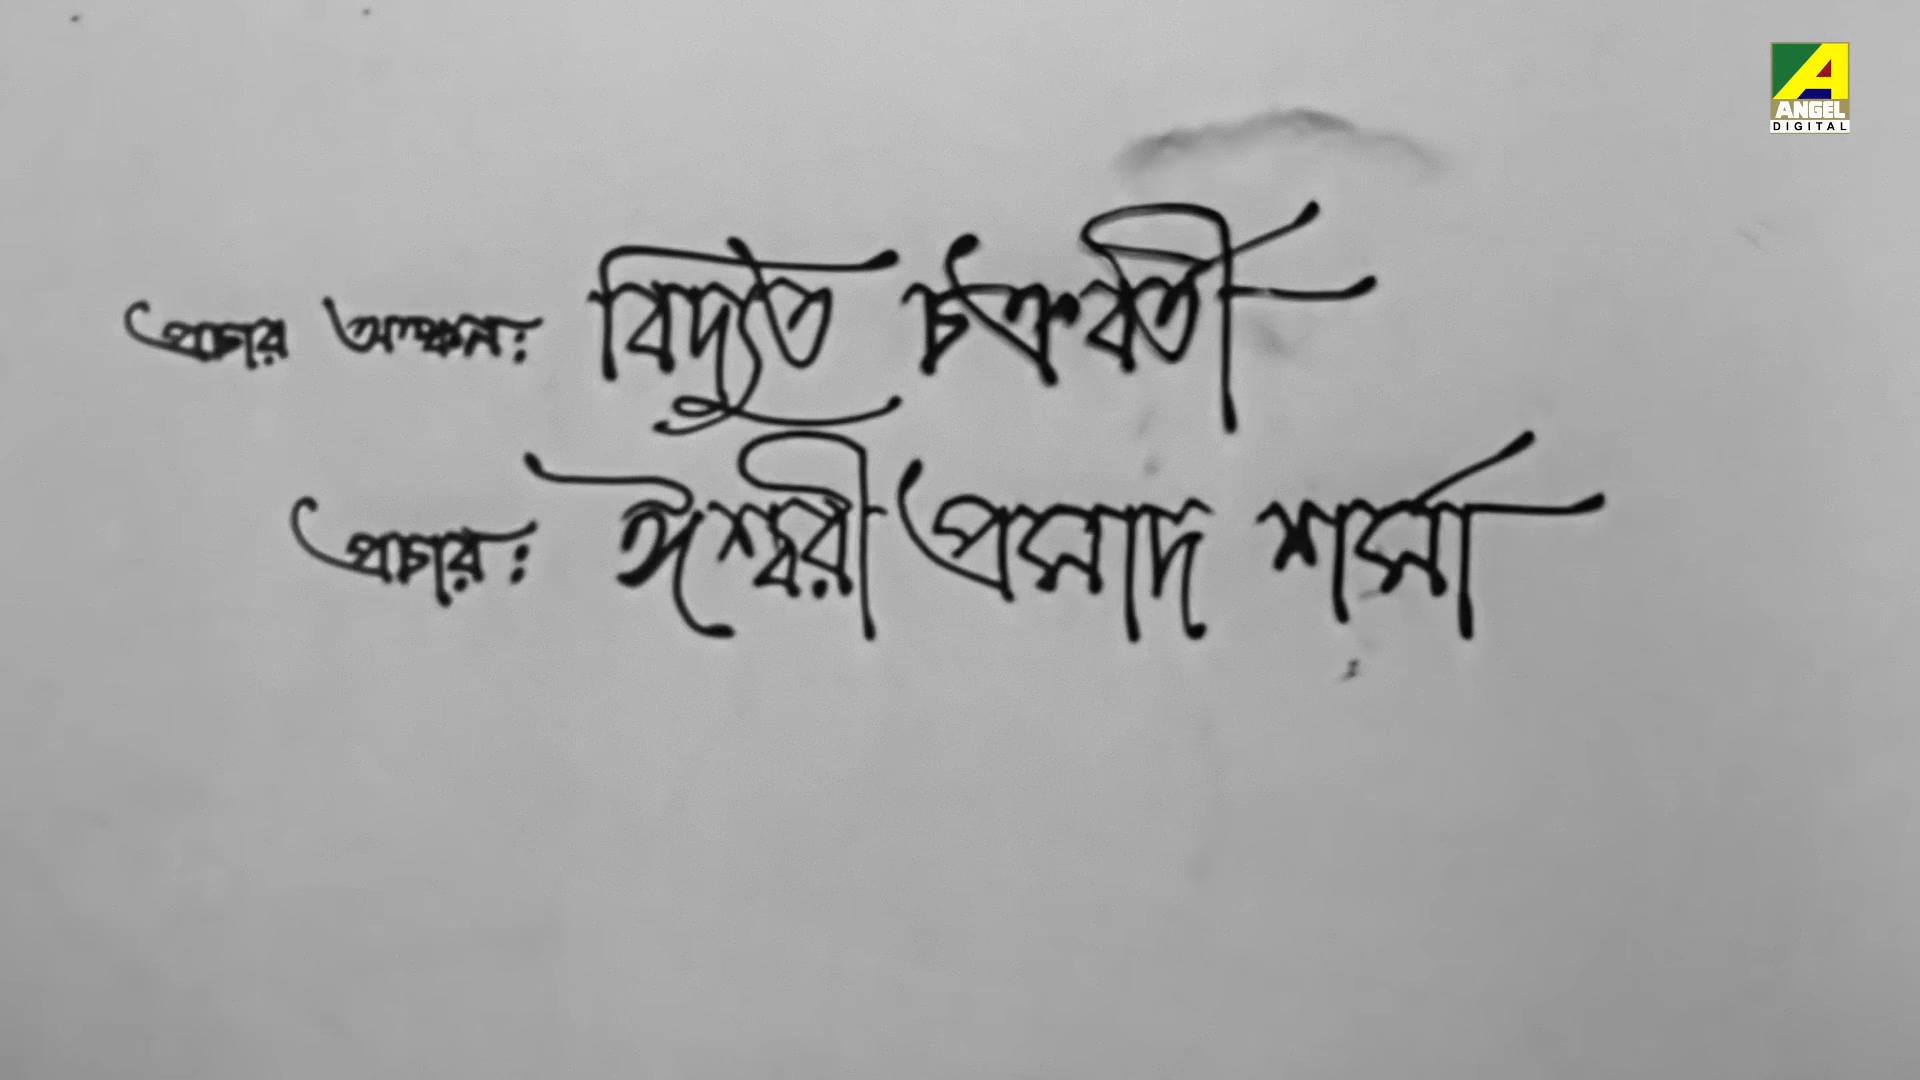 ANGEL
DIGITAL
প্রচার অঙ্কন: বিদ্যুত চক্রবর্তী
প্রচার: ঈশ্বরী প্রসাদ শর্মা